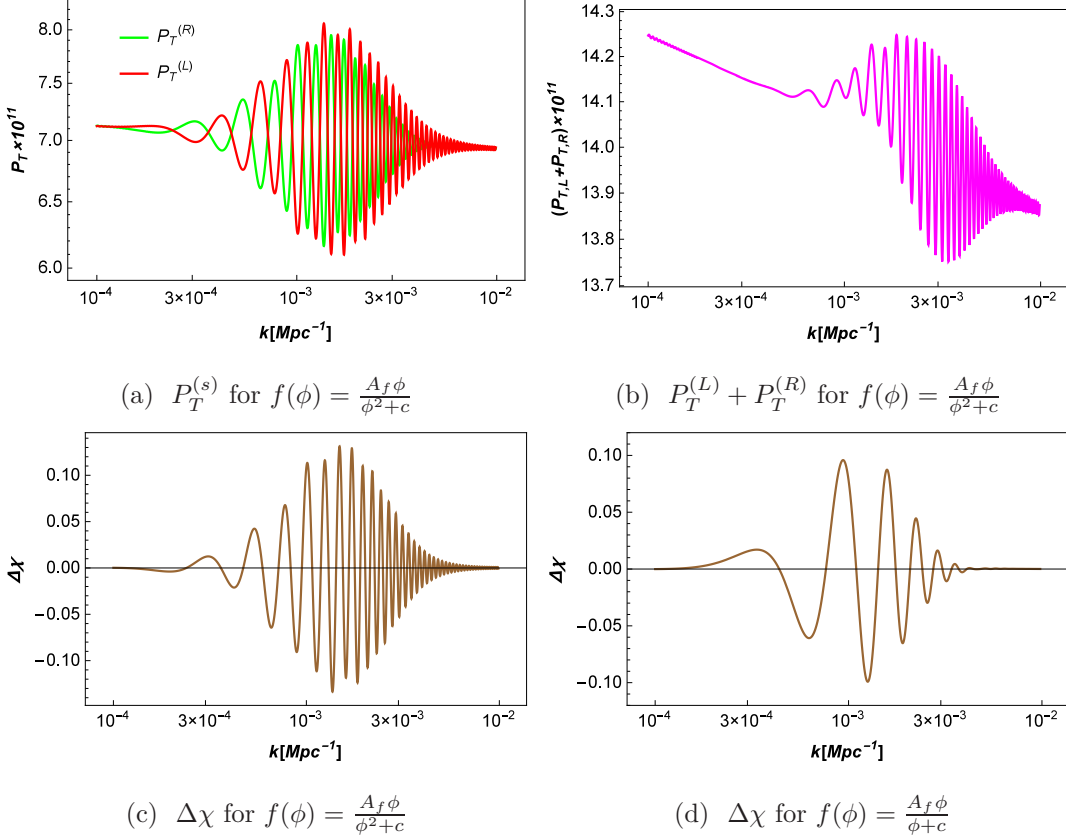 P_T^(R)
P_T^(L)
8.0
7.5
7.0
6.5
6.0
P_T ×10^11
10^-4 3×10^-4 10^-3 3×10^-3 10^-2
k[Mpc^-1]
14.3
14.2
14.1
14.0
13.9
13.8
13.7
(P_T,L+P_T,R)×10^11
10^-4 3×10^-4 10^-3 3×10^-3 10^-2
k[Mpc^-1]
(a) P_T^(s) for f(ϕ) = A_f ϕ / ϕ^2+c
(b) P_T^(L) + P_T^(R) for f(ϕ) = A_f ϕ / ϕ^2+c
0.10
0.05
0.00
−0.05
−0.10
Δχ
10^-4 3×10^-4 10^-3 3×10^-3 10^-2
k[Mpc^-1]
0.10
0.05
0.00
−0.05
−0.10
Δχ
10^-4 3×10^-4 10^-3 3×10^-3 10^-2
k[Mpc^-1]
(c) Δχ for f(ϕ) = A_f ϕ / ϕ^2+c
(d) Δχ for f(ϕ) = A_f ϕ / ϕ+c